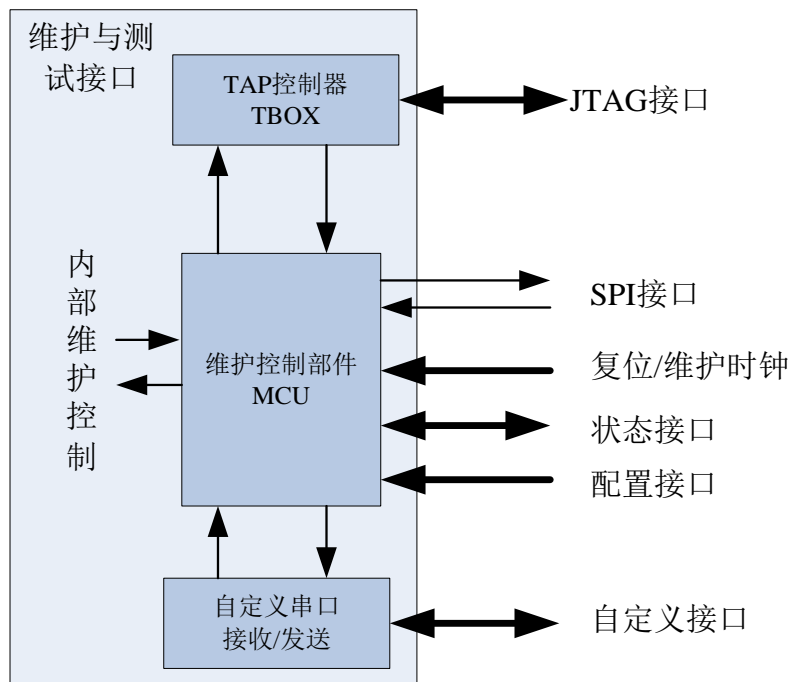 维护与测
试接口
TAP控制器
TBOX
JTAG接口
内
部
维
护
控
制
维护控制部件
MCU
SPI接口
复位/维护时钟
状态接口
配置接口
自定义串口
接收/发送
自定义接口